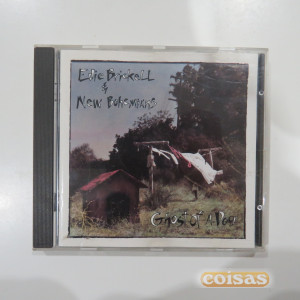 Edie Brickell
& New Bohemians
Ghost of a Dog
coisas